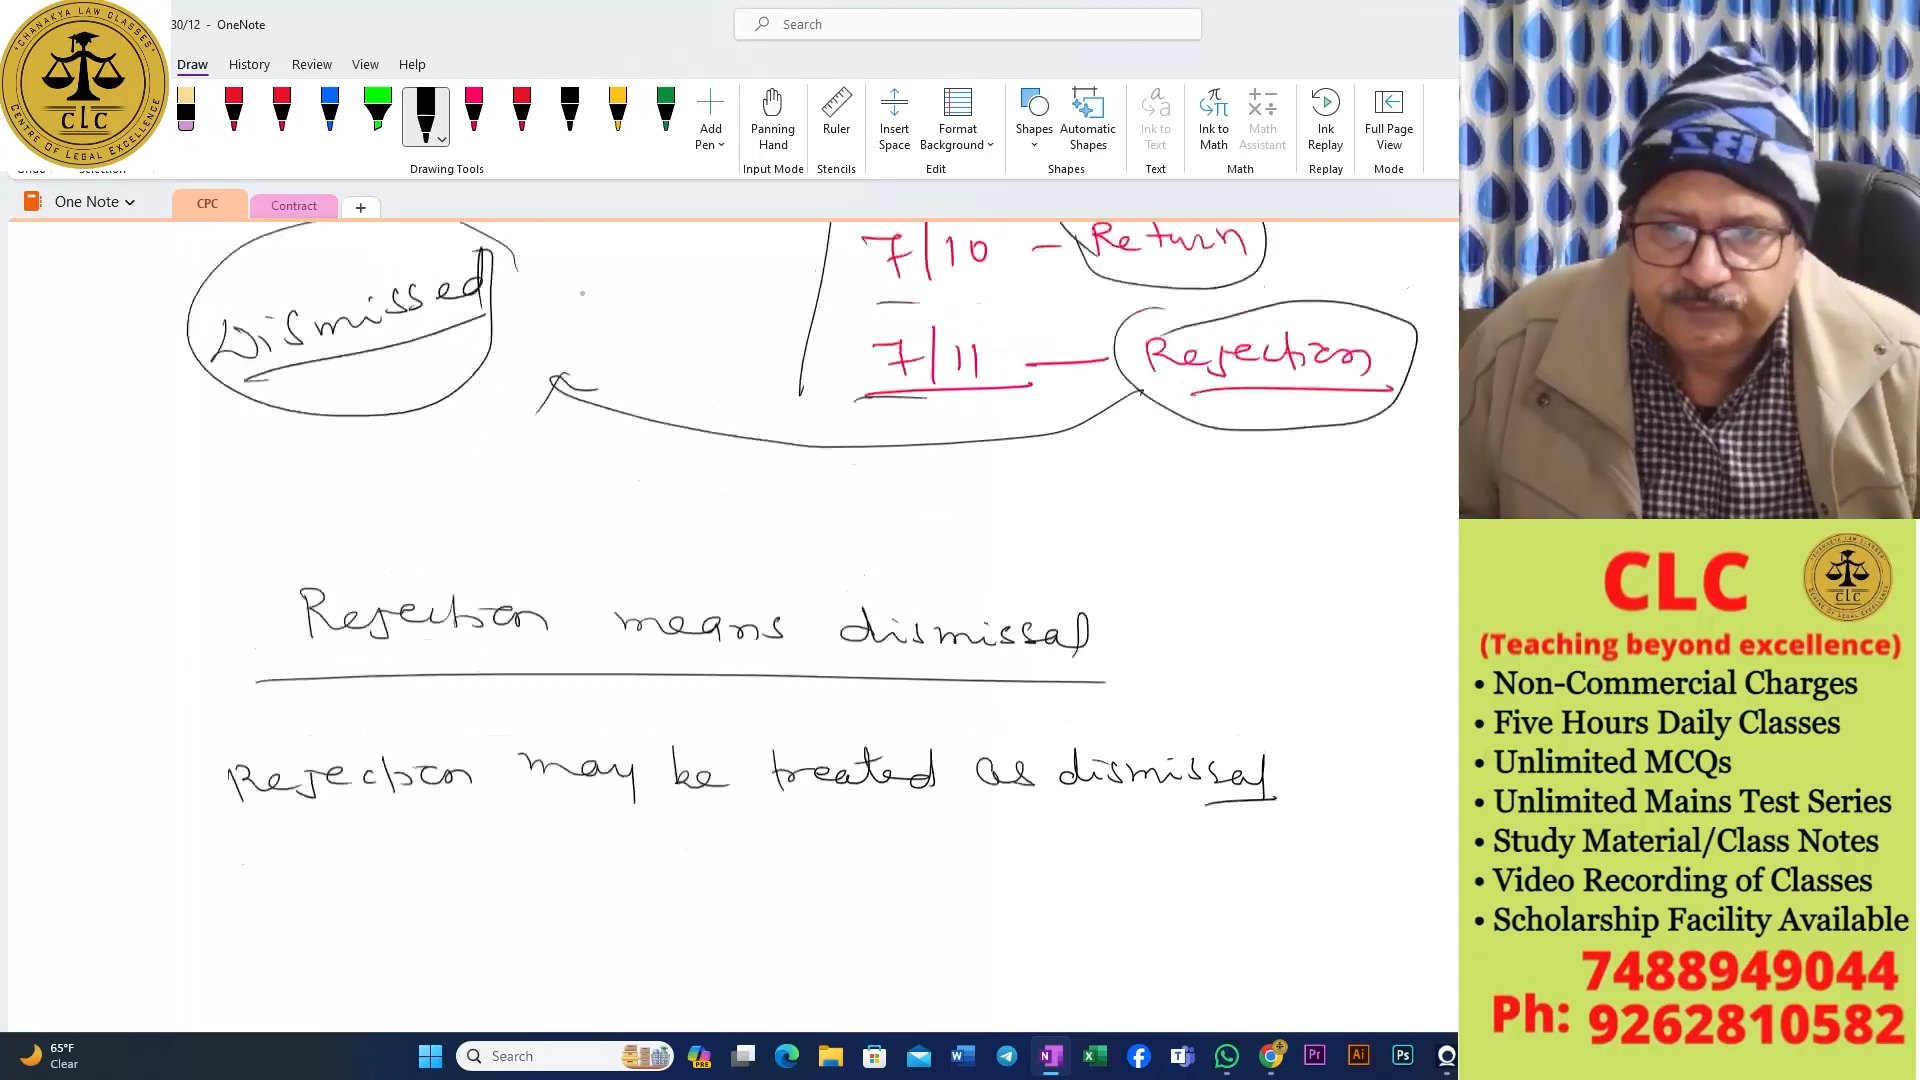 CHANAKYA LAW CLASSES
CLC
CENTRE OF LEGAL EXCELLENCE
30/12 - OneNote
Search
Draw History Review View Help
Add Pen
Panning Hand
Ruler
Insert Space
Format Background
Shapes
Automatic Shapes
Ink to Text
Ink to Math
Math Assistant
Ink Replay
Full Page View
Drawing Tools
Input Mode
Stencils
Edit
Shapes
Text
Math
Replay
Mode
One Note
CPC
Contract
7/10 - Return
Dismissed
7/11 — Rejection
Rejection means dismissal
Rejection may be treated as dismissal
SEI
CLC
(Teaching beyond excellence)
• Non-Commercial Charges
• Five Hours Daily Classes
• Unlimited MCQs
• Unlimited Mains Test Series
• Study Material/Class Notes
• Video Recording of Classes
• Scholarship Facility Available
7488949044
Ph: 9262810582
65°F
Clear
Search